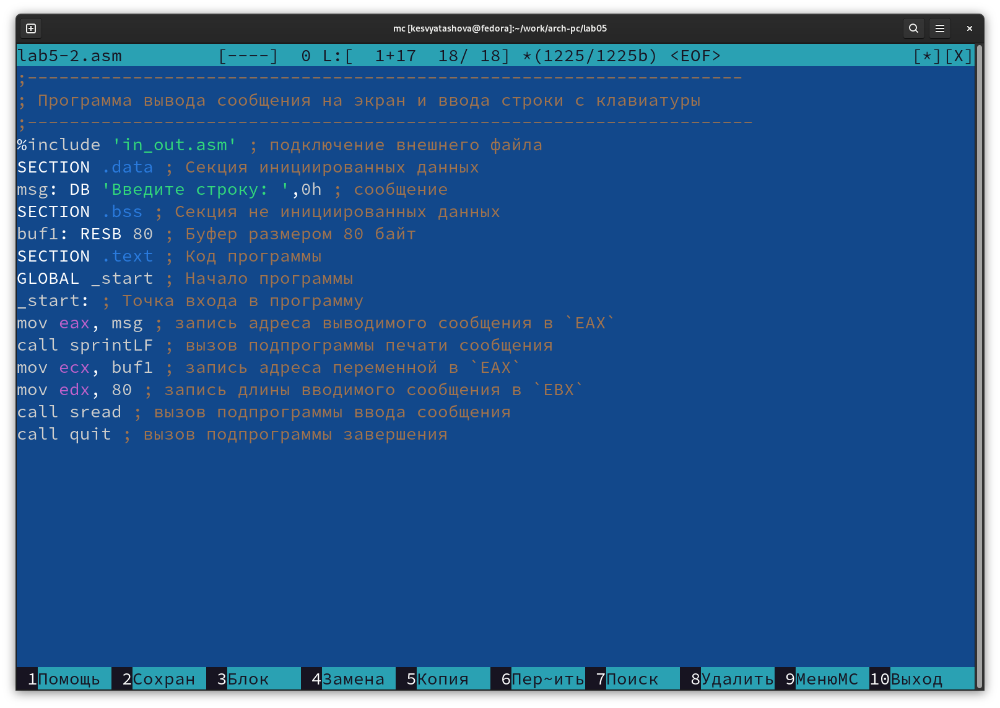 mc [kesvyatashova@fedora]:~/work/arch-pc/lab05
lab5-2.asm [----] 0 L:[ 1+17 18/ 18] *(1225/1225b) <EOF> [*][X]
;--------------------------------------------------------------------
; Программа вывода сообщения на экран и ввода строки с клавиатуры
;---------------------------------------------------------------------
%include 'in_out.asm' ; подключение внешнего файла
SECTION .data ; Секция инициированных данных
msg: DB 'Введите строку: ',0h ; сообщение
SECTION .bss ; Секция не инициированных данных
buf1: RESB 80 ; Буфер размером 80 байт
SECTION .text ; Код программы
GLOBAL _start ; Начало программы
_start: ; Точка входа в программу
mov eax, msg ; запись адреса выводимого сообщения в `EAX`
call sprintLF ; вызов подпрограммы печати сообщения
mov ecx, buf1 ; запись адреса переменной в `EAX`
mov edx, 80 ; запись длины вводимого сообщения в `EBX`
call sread ; вызов подпрограммы ввода сообщения
call quit ; вызов подпрограммы завершения
1Помощь 2Сохран 3Блок 4Замена 5Копия 6Пер~ить 7Поиск 8Удалить 9МенюMC 10Выход